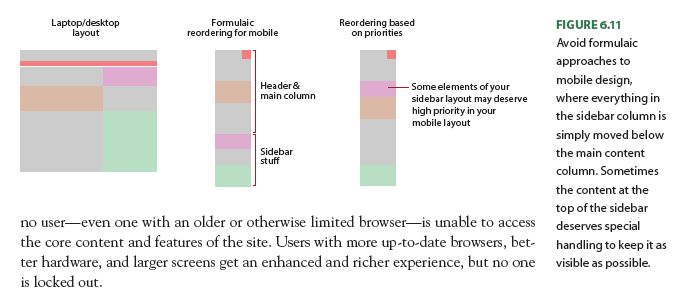 Laptop/desktop
layout
Formulaic
reordering for mobile
Reordering based
on priorities
Header &
main column
Sidebar
stuff
Some elements of your
sidebar layout may deserve
high priority in your
mobile layout
FIGURE 6.11
Avoid formulaic
approaches to
mobile design,
where everything in
the sidebar column is
simply moved below
the main content
column. Sometimes
the content at the
top of the sidebar
deserves special
handling to keep it as
visible as possible.
no user—even one with an older or otherwise limited browser—is unable to access
the core content and features of the site. Users with more up-to-date browsers, bet-
ter hardware, and larger screens get an enhanced and richer experience, but no one
is locked out.